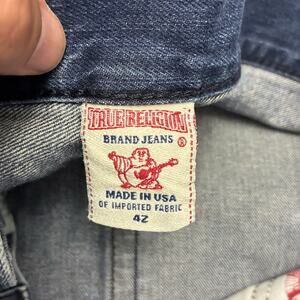 TRUE RELIGION
BRAND JEANS
®
MADE IN USA
OF IMPORTED FABRIC
42